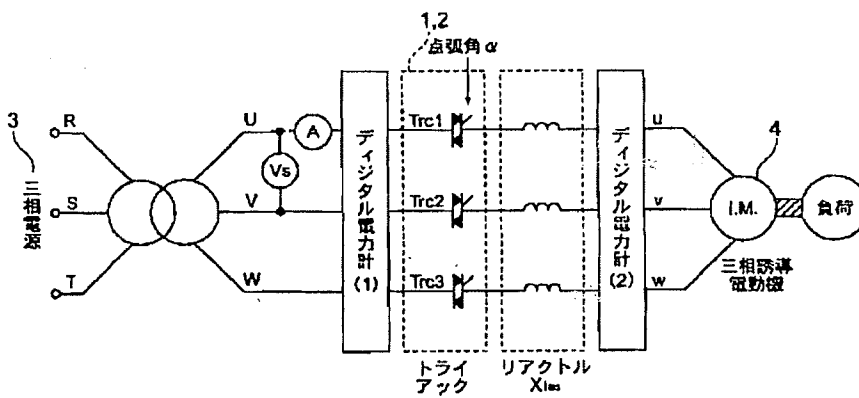 1,2
点弧角α
3
三相電源
R
S
T
U
V
W
A
Vs
ディジタル電力計
(1)
Trc1
Trc2
Trc3
トライ
アック
リアクトル
ディジタル電力計
(2)
u
v
w
4
I.M.
三相誘導
電動機
負荷